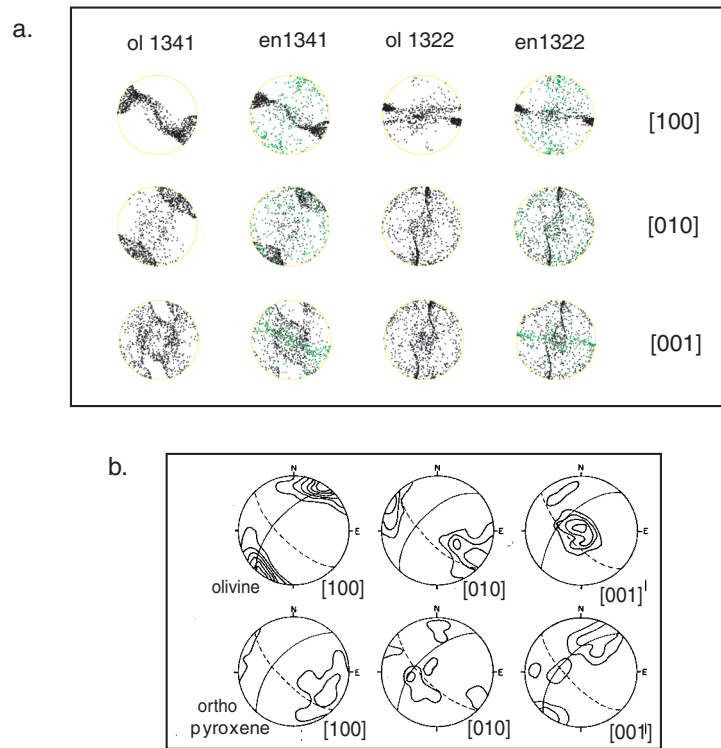 a.
ol 1341 en1341 ol 1322 en1322
[100]
[010]
[001]
b.
N N N
E E E
olivine [100] [010] [001]
N N N
E E E
ortho
pyroxene [100] [010] [001]